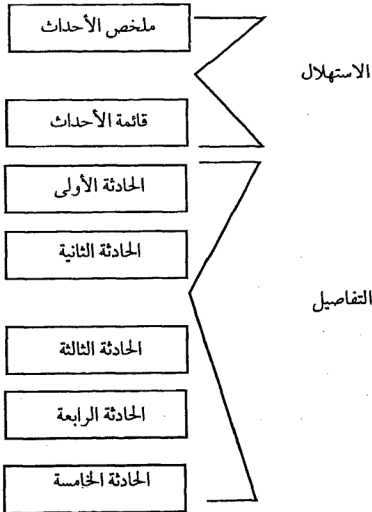 ملخص الأحداث
الاستهلال
قائمة الأحداث
الحادثة الأولى
الحادثة الثانية
التفاصيل
الحادثة الثالثة
الحادثة الرابعة
الحادثة الخامسة